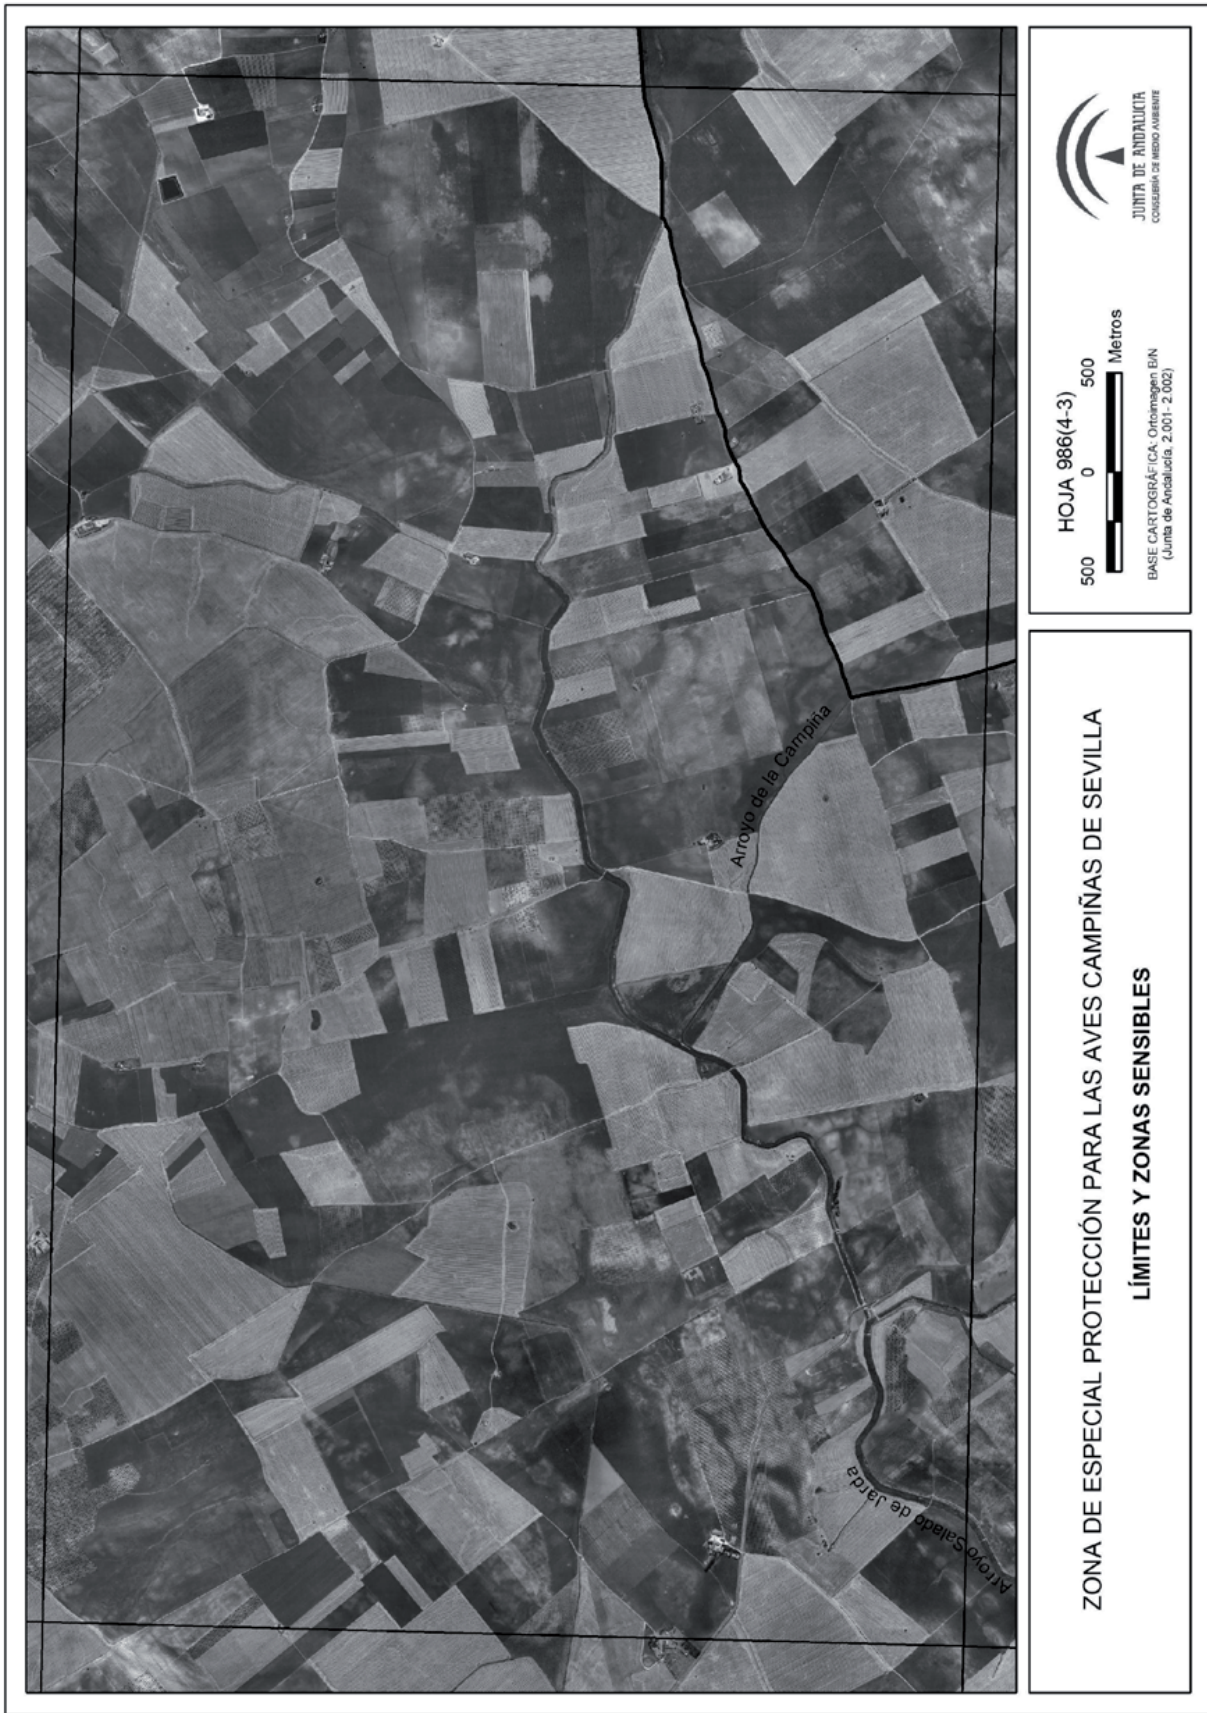 Arroyo de la Campiña
Arroyo Salado de Jarda
ZONA DE ESPECIAL PROTECCIÓN PARA LAS AVES CAMPIÑAS DE SEVILLA
LÍMITES Y ZONAS SENSIBLES
HOJA 986(4-3)
500 0 500
Metros
BASE CARTOGRÁFICA: Ortoimagen B/N
(Junta de Andalucía, 2.001- 2.002)
JUNTA DE ANDALUCIA
CONSEJERÍA DE MEDIO AMBIENTE